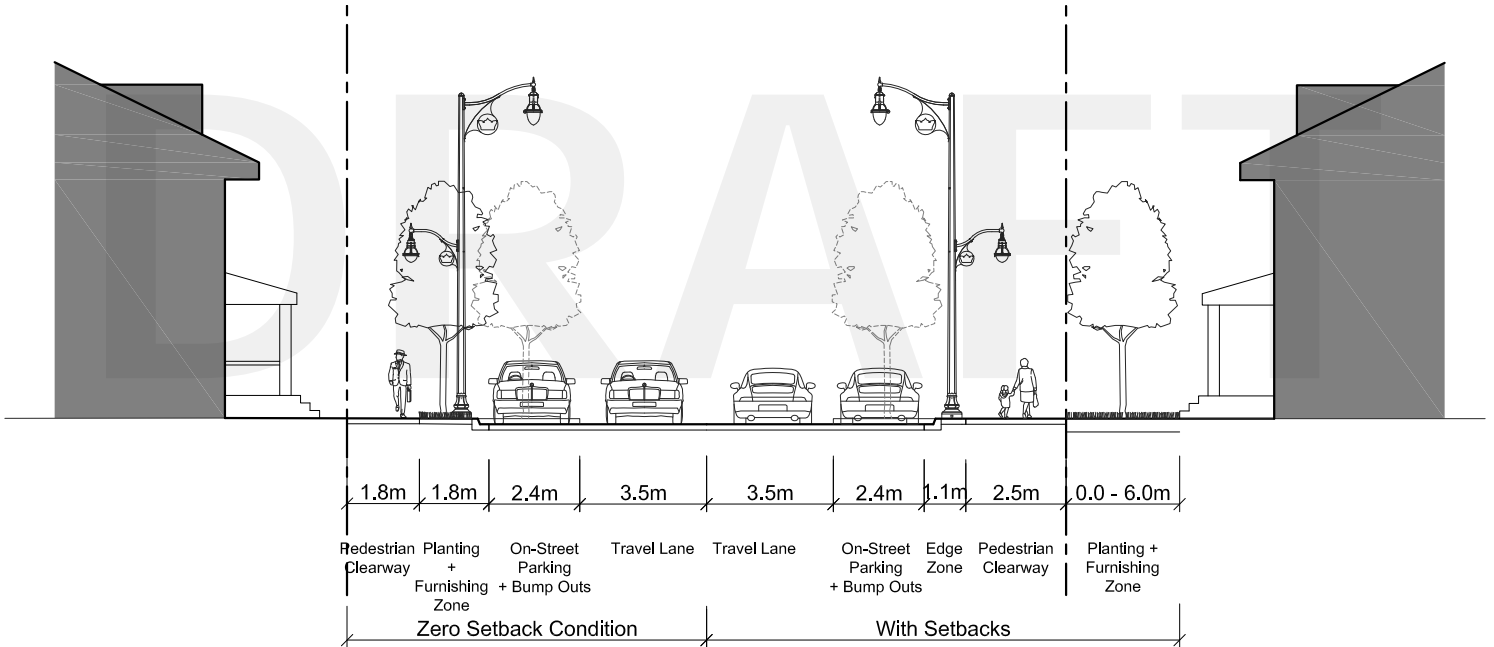 DRAFT
1.8m 1.8m 2.4m 3.5m 3.5m 2.4m 1.1m 2.5m 0.0 - 6.0m
Pedestrian
Clearway
Planting
+
Furnishing
Zone
On-Street
Parking
+ Bump Outs
Travel Lane
Travel Lane
On-Street
Parking
+ Bump Outs
Edge
Zone
Pedestrian
Clearway
Planting +
Furnishing
Zone
Zero Setback Condition
With Setbacks